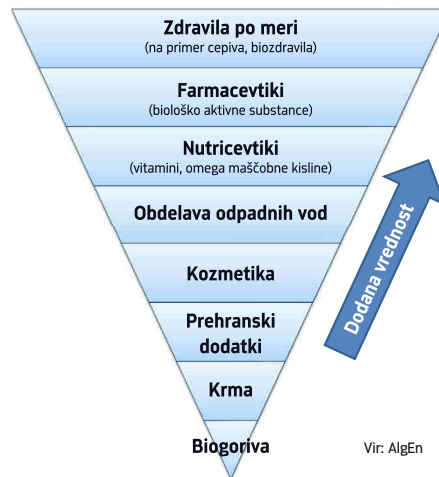 Zdravila po meri
(na primer cepiva, biozdravila)
Farmacevtiki
(biološko aktivne substance)
Nutricevtiki
(vitamini, omega maščobne kisline)
Obdelava odpadnih vod
Kozmetika
Prehranski
dodatki
Krma
Biogoriva
Dodana vrednost
Vir: AlgEn